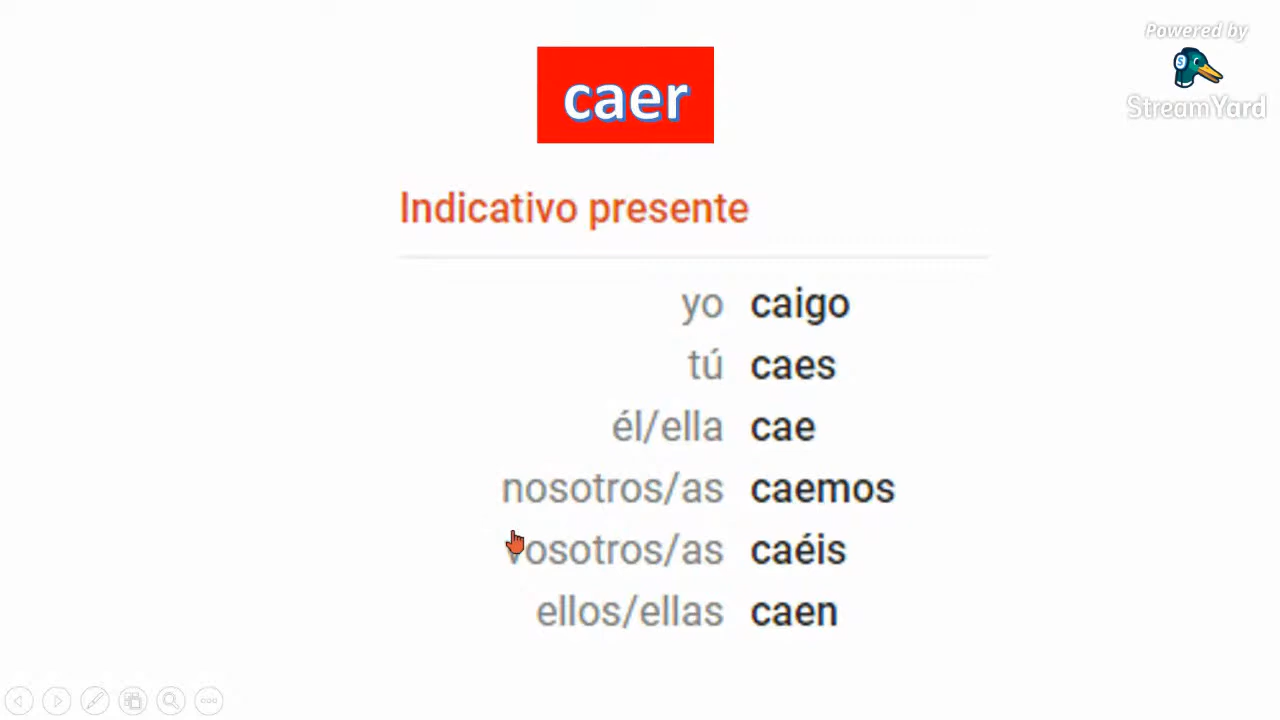 Powered by
StreamYard
caer
Indicativo presente
yo caigo
tú caes
él/ella cae
nosotros/as caemos
vosotros/as caéis
ellos/ellas caen